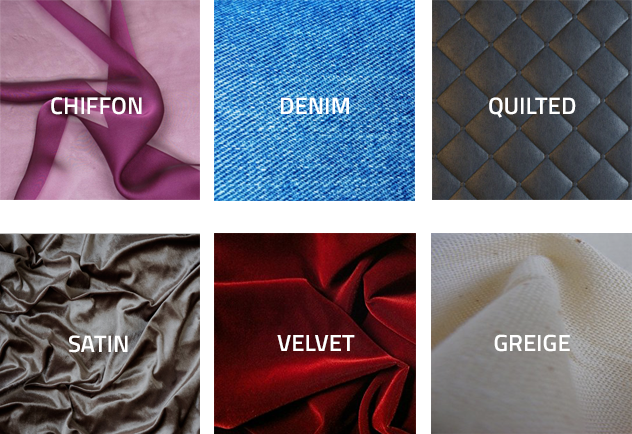 CHIFFON
DENIM
QUILTED
SATIN
VELVET
GREIGE